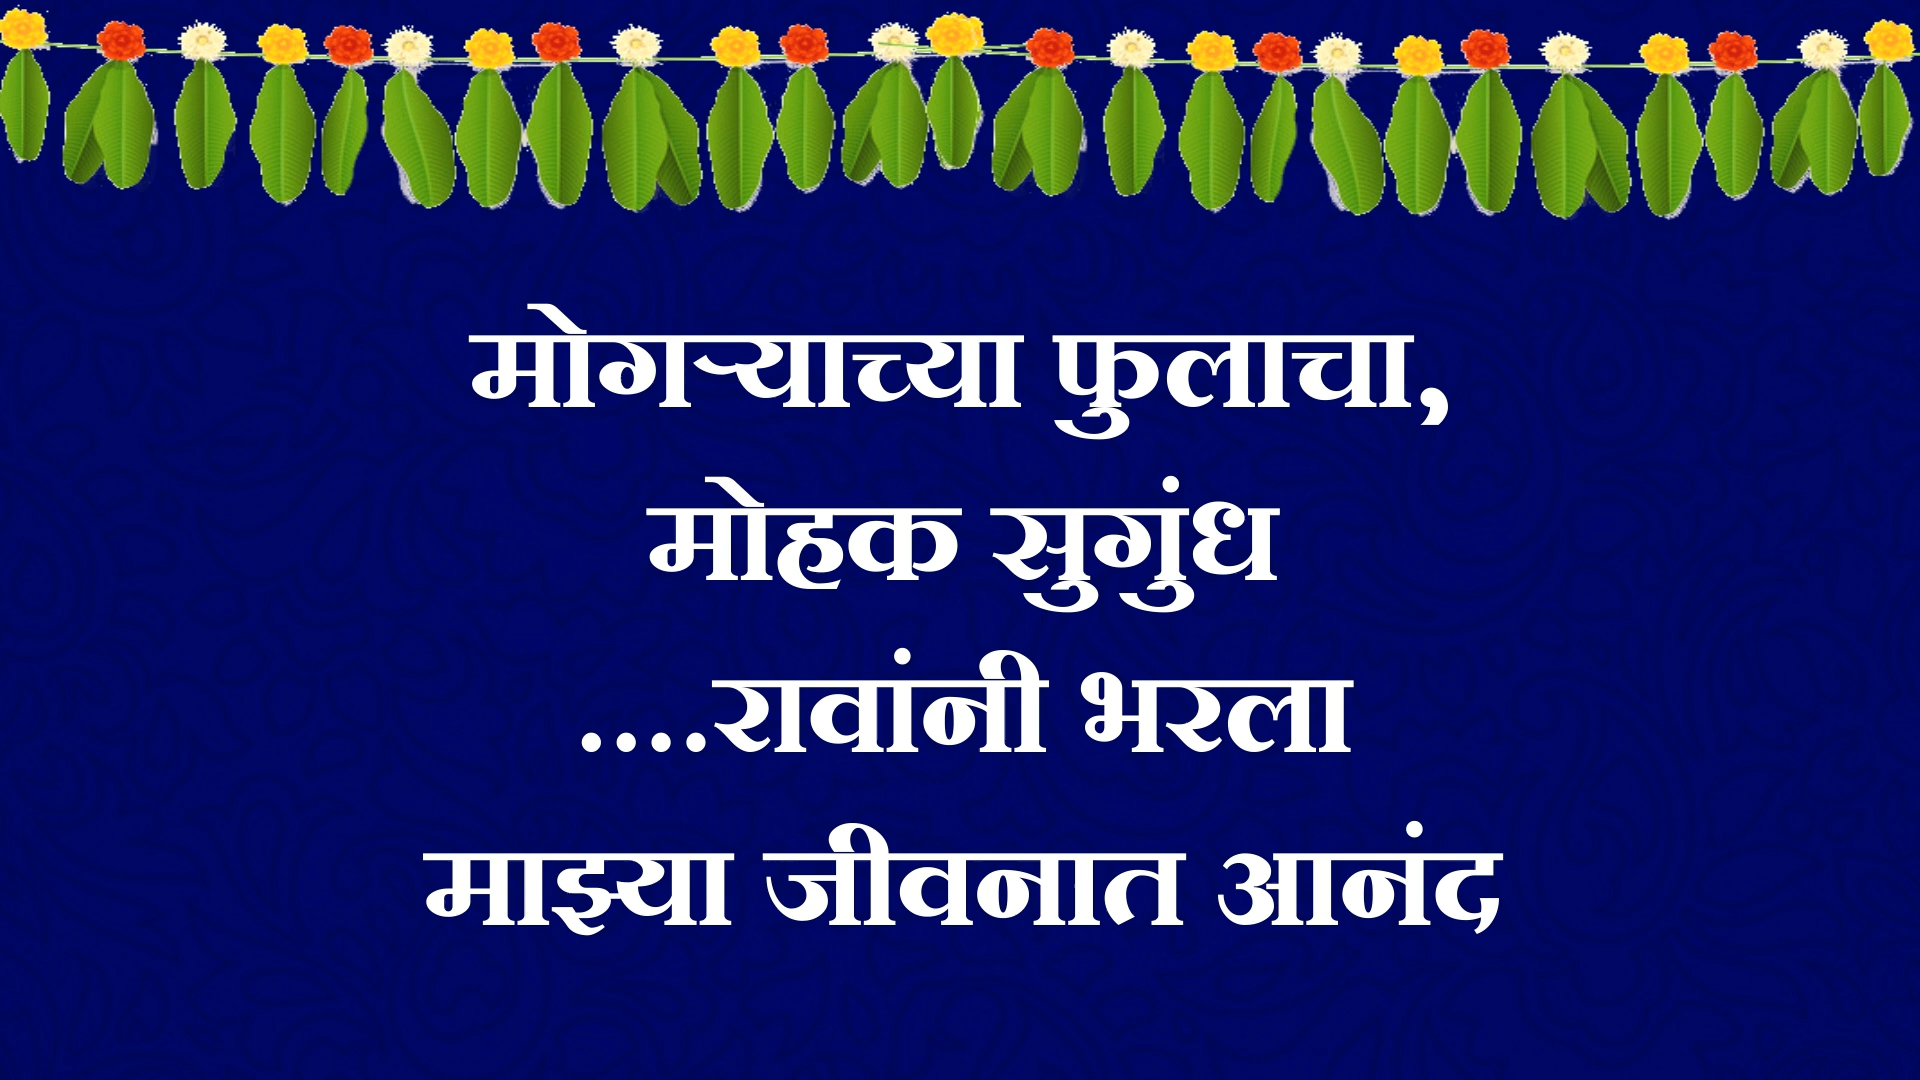 मोगऱ्याच्या फुलाचा,
मोहक सुगुंध
....रावांनी भरला
माझ्या जीवनात आनंद